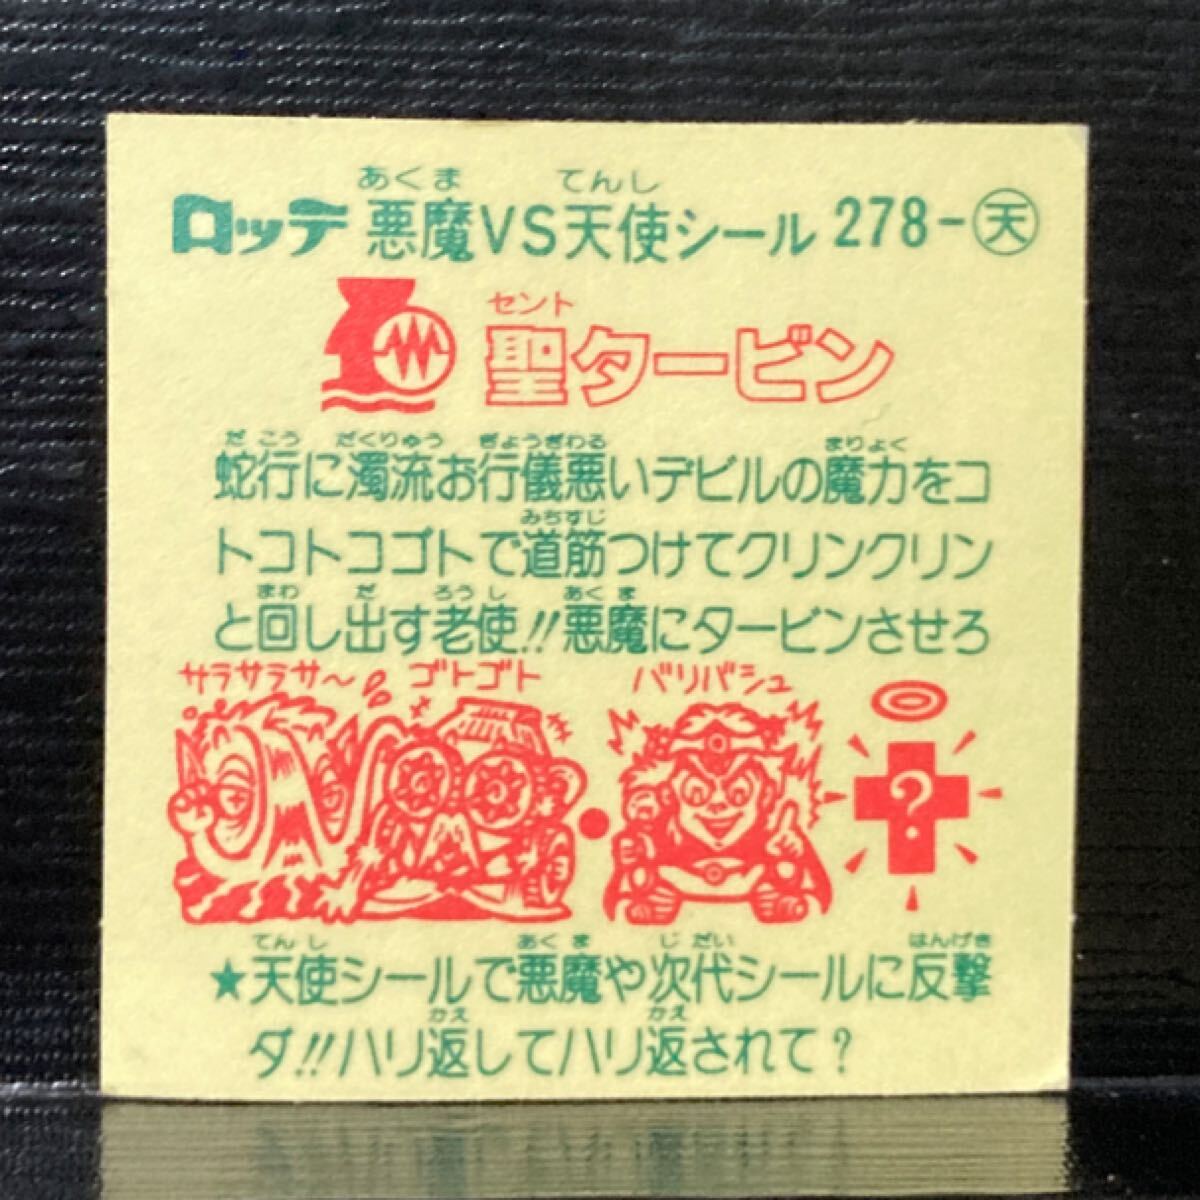 あくま てんし
ロッテ 悪魔VS天使シール 278-天
セント
聖タービン
だこう だくりゅう ぎょうぎわる まりょく
蛇行に濁流お行儀悪いデビルの魔力をコ
みちすじ
トコトコゴトで道筋つけてクリンクリン
まわ だ ろうし あくま
と回し出す老使!!悪魔にタービンさせろ
サラサラサ〜 ゴトゴト バリバシュ
?
てんし あくま じだい はんげき
★天使シールで悪魔や次代シールに反撃
かえ かえ
ダ!!ハリ返してハリ返されて?